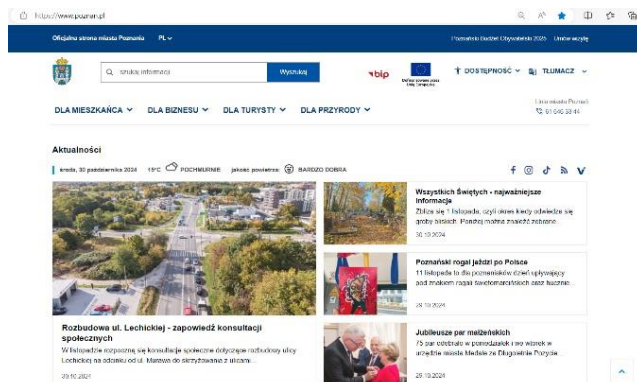 https://www.poznan.pl
Oficjalna strona miasta Poznania PL
Poznański Budżet Obywatelski 2025 Umów wizytę
szukaj informacji Wyszukaj
bip
DOSTĘPNOŚĆ TŁUMACZ
DLA MIESZKAŃCA DLA BIZNESU DLA TURYSTY DLA PRZYRODY
61 646 33 44
Aktualności
środa, 30 października 2024 15°C POCHMURNIE jakość powietrza: BARDZO DOBRA
Rozbudowa ul. Lechickiej - zapowiedź konsultacji
społecznych
W listopadzie rozpoczną się konsultacje społeczne dotyczące rozbudowy ulicy
Lechickiej na odcinku od ul. Murawa do skrzyżowania z ulicami...
30.10.2024
Wszystkich Świętych - najważniejsze
informacje
Zbliża się 1 listopada, czyli okres kiedy odwiedza się
groby bliskich. Poniżej można znaleźć zebrane...
30.10.2024
Poznański rogal jeździ po Polsce
11 listopada to dla poznaniaków dzień upływający
pod znakiem rogali świętomarcińskich oraz hucznie...
29.10.2024
Jubileusze par małżeńskich
75 par odebrało w poniedziałek i we wtorek w
urzędzie miasta Medale za Długoletnie Pożycie...
29.10.2024